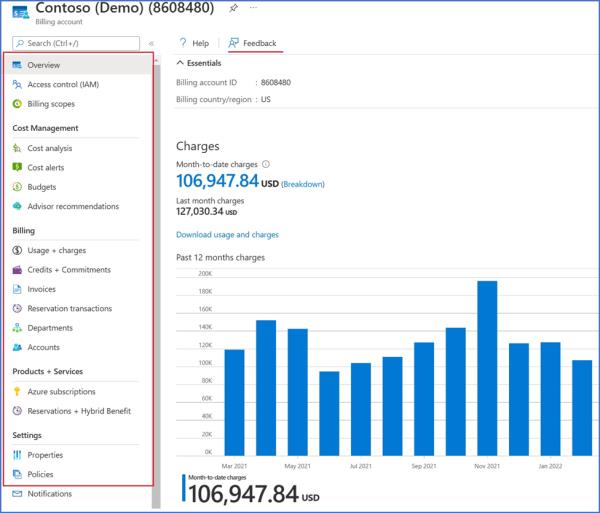 Contoso (Demo) (8608480)
Billing account
Search (Ctrl+/)
Overview
Access control (IAM)
Billing scopes
Cost Management
Cost analysis
Cost alerts
Budgets
Advisor recommendations
Billing
Usage + charges
Credits + Commitments
Invoices
Reservation transactions
Departments
Accounts
Products + Services
Azure subscriptions
Reservations + Hybrid Benefit
Settings
Properties
Policies
Notifications
Help
Feedback
Essentials
Billing account ID : 8608480
Billing country/region : US
Charges
Month-to-date charges
106,947.84 USD (Breakdown)
Last month charges
127,030.34 USD
Download usage and charges
Past 12 months charges
200K
180K
160K
140K
120K
100K
80K
60K
40K
20K
0K
Mar 2021 May 2021 Jul 2021 Sep 2021 Nov 2021 Jan 2022
Month-to-date charges
106,947.84 USD